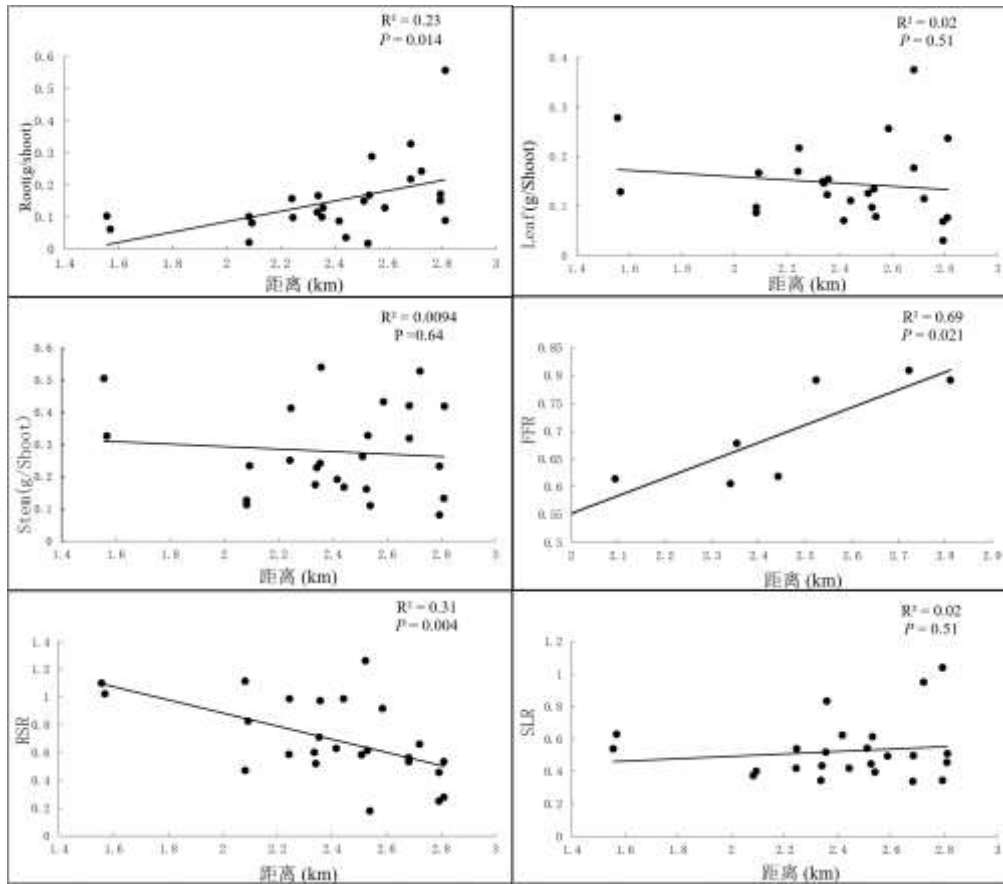 R² = 0.23
P = 0.014
Root(g/shoot)
0.6
0.5
0.4
0.3
0.2
0.1
0
1.4 1.6 1.8 2 2.2 2.4 2.6 2.8 3
距离 (km)
R² = 0.02
P = 0.51
Leaf(g/Shoot)
0.4
0.3
0.2
0.1
0
1.4 1.6 1.8 2 2.2 2.4 2.6 2.8 3
距离 (km)
R² = 0.0094
P =0.64
Stem(g/Shoot)
0.6
0.5
0.4
0.3
0.2
0.1
0
1.4 1.6 1.8 2 2.2 2.4 2.6 2.8 3
距离 (km)
R² = 0.69
P = 0.021
FFR
0.85
0.8
0.75
0.7
0.65
0.6
0.55
0.5
2 2.1 2.2 2.3 2.4 2.5 2.6 2.7 2.8 2.9
距离 (km)
R² = 0.31
P = 0.004
RSR
1.4
1.2
1
0.8
0.6
0.4
0.2
0
1.4 1.6 1.8 2 2.2 2.4 2.6 2.8 3
距离 (km)
R² = 0.02
P = 0.51
SLR
1.2
1
0.8
0.6
0.4
0.2
0
1.4 1.6 1.8 2 2.2 2.4 2.6 2.8 3
距离 (km)